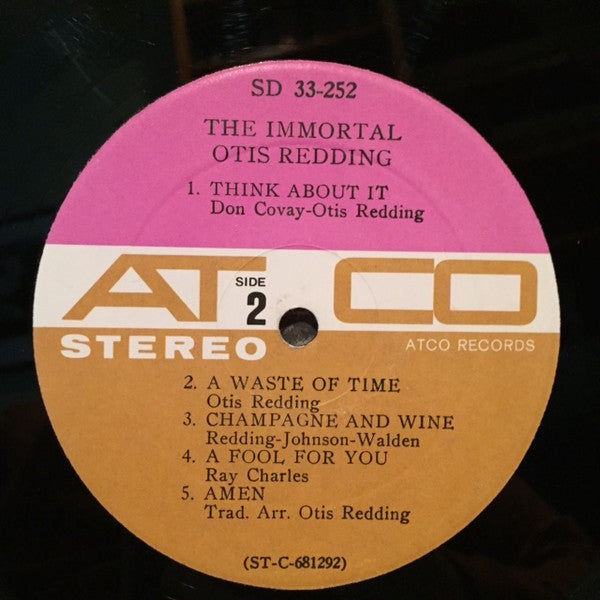 SD 33-252
THE IMMORTAL
OTIS REDDING
1. THINK ABOUT IT
Don Covay-Otis Redding
AT CO
SIDE
2
STEREO
ATCO RECORDS
2. A WASTE OF TIME
Otis Redding
3. CHAMPAGNE AND WINE
Redding-Johnson-Walden
4. A FOOL FOR YOU
Ray Charles
5. AMEN
Trad. Arr. Otis Redding
(ST-C-681292)